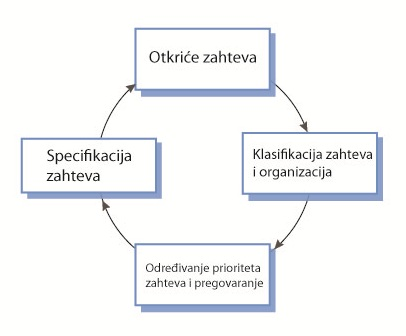 Otkriće zahteva
Klasifikacija zahteva
i organizacija
Određivanje prioriteta
zahteva i pregovaranje
Specifikacija
zahteva